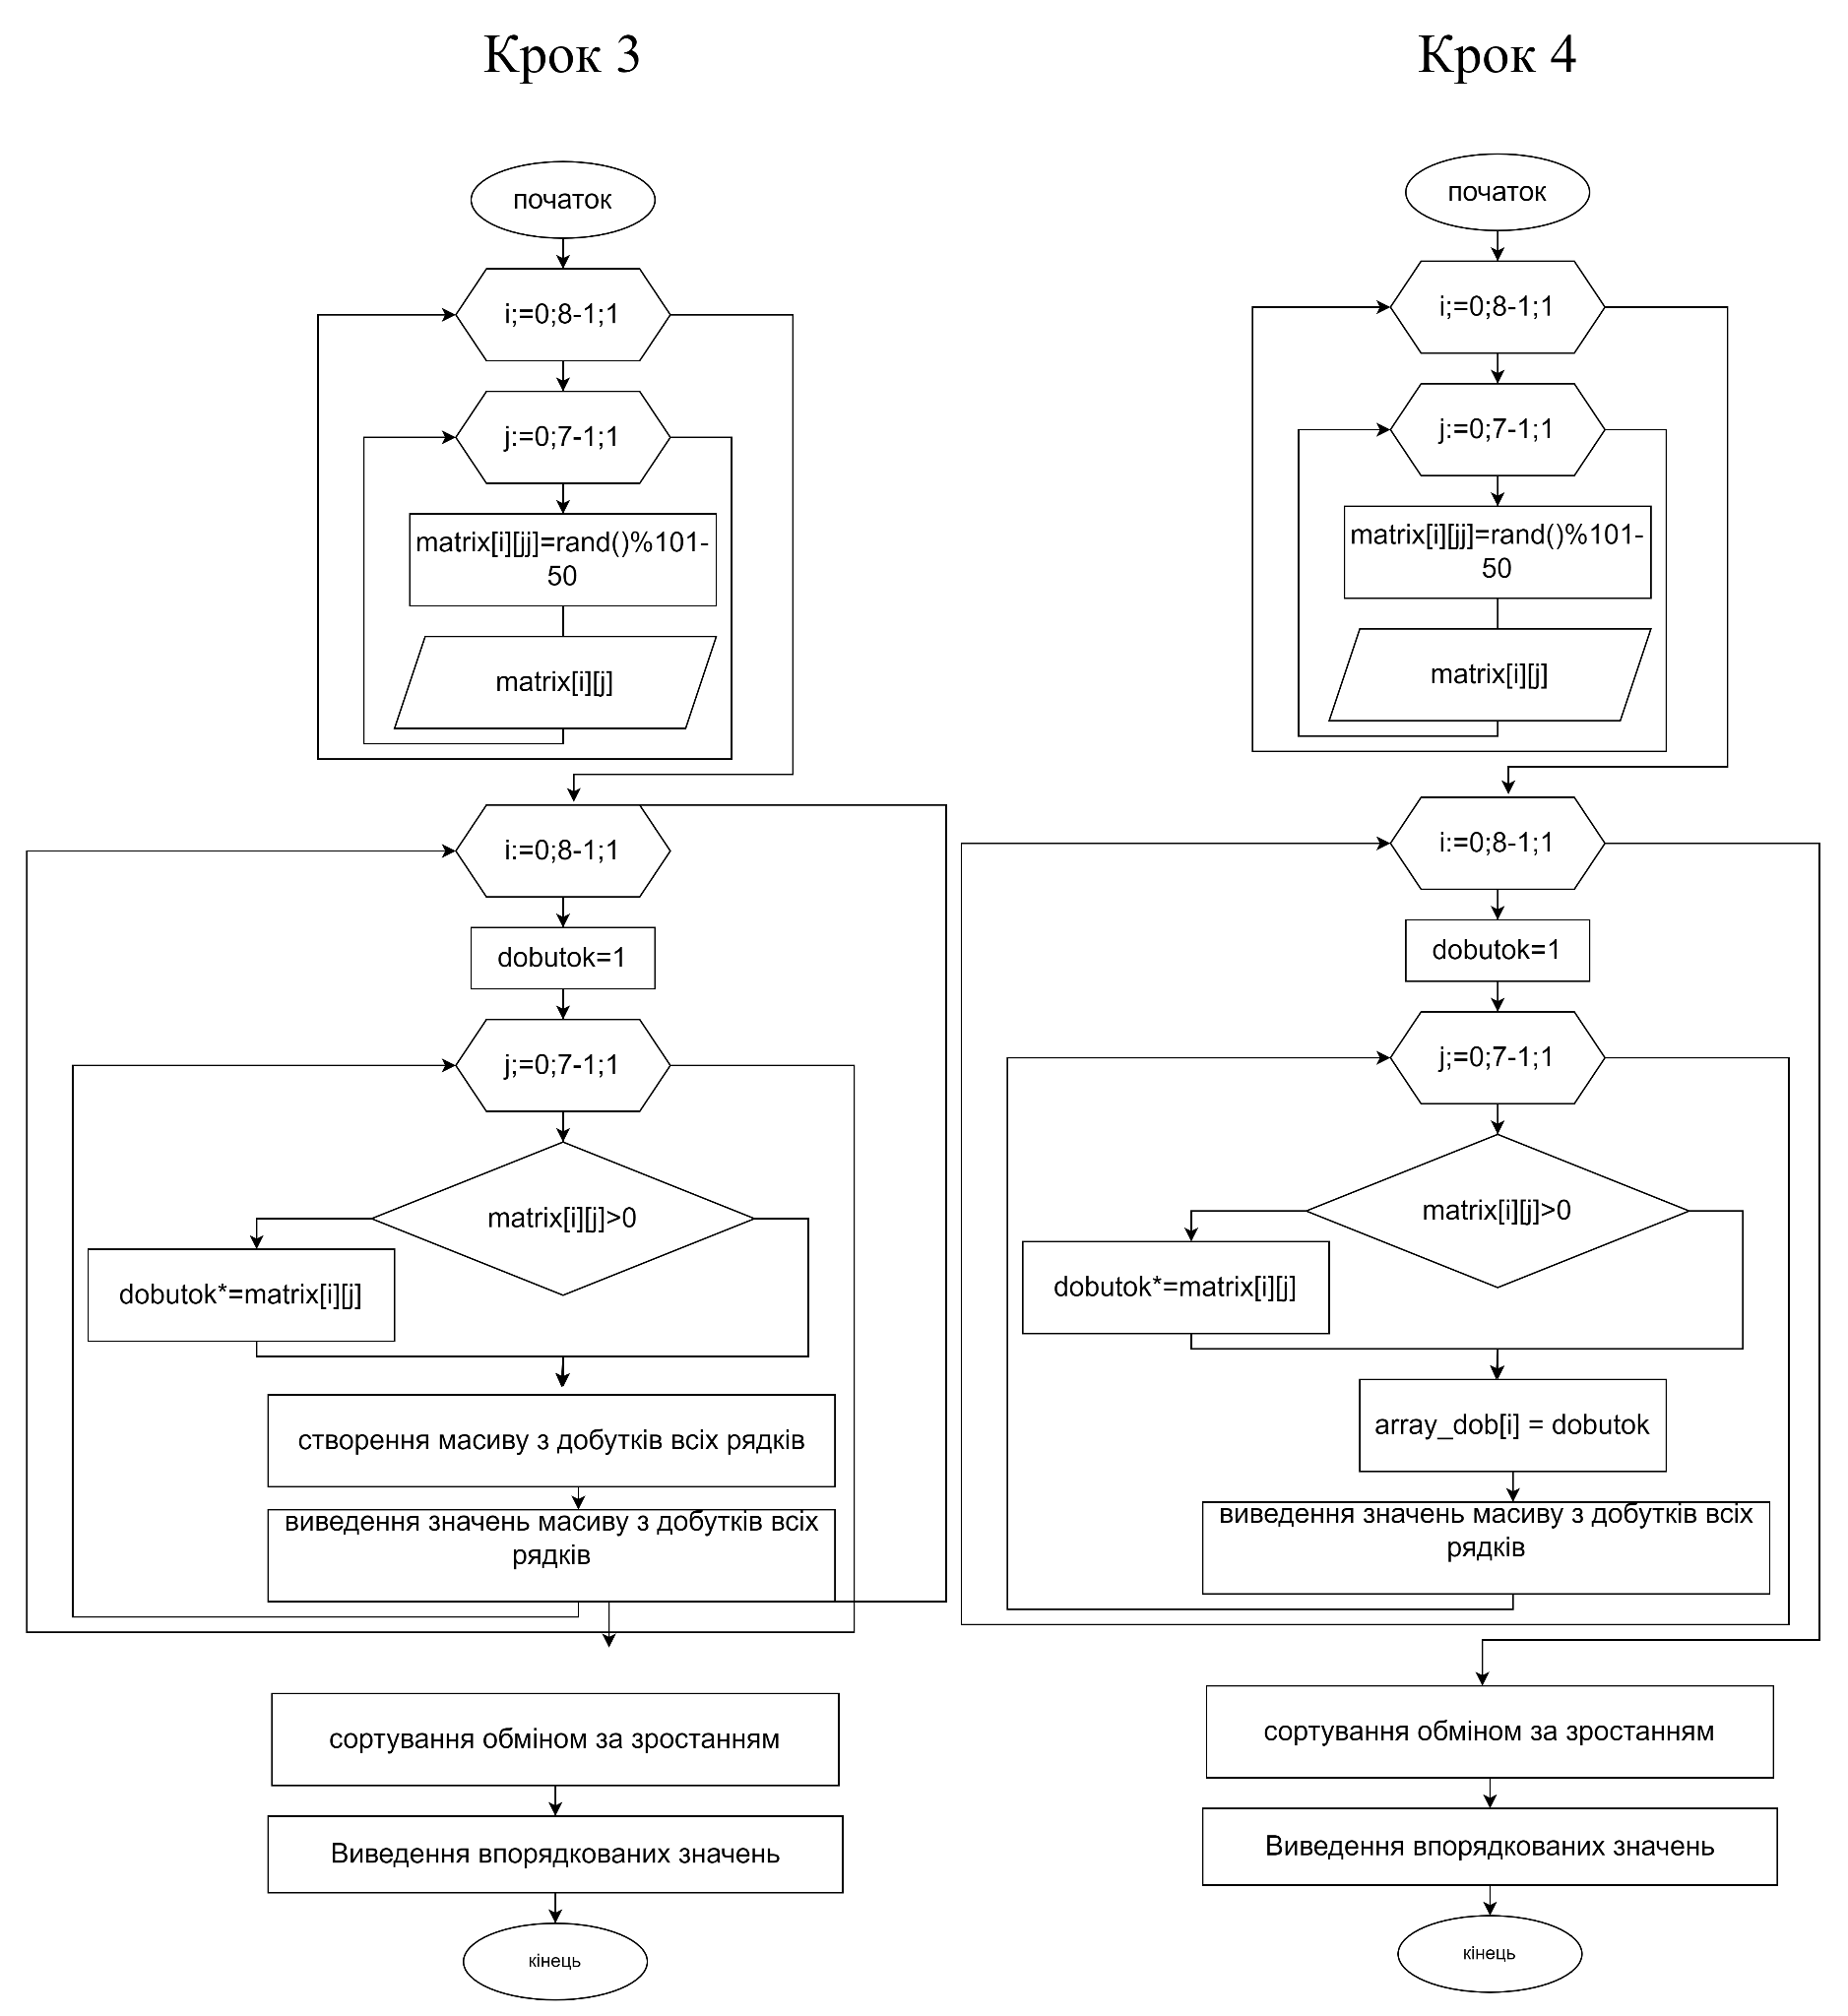 Крок 3
початок
i;=0;8-1;1
j:=0;7-1;1
matrix[i][jj]=rand()%101-
50
matrix[i][j]
i:=0;8-1;1
dobutok=1
j;=0;7-1;1
matrix[i][j]>0
dobutok*=matrix[i][j]
створення масиву з добутків всіх рядків
виведення значень масиву з добутків всіх
рядків
сортування обміном за зростанням
Виведення впорядкованих значень
кінець
Крок 4
початок
i;=0;8-1;1
j:=0;7-1;1
matrix[i][jj]=rand()%101-
50
matrix[i][j]
i:=0;8-1;1
dobutok=1
j;=0;7-1;1
matrix[i][j]>0
dobutok*=matrix[i][j]
array_dob[i] = dobutok
виведення значень масиву з добутків всіх
рядків
сортування обміном за зростанням
Виведення впорядкованих значень
кінець